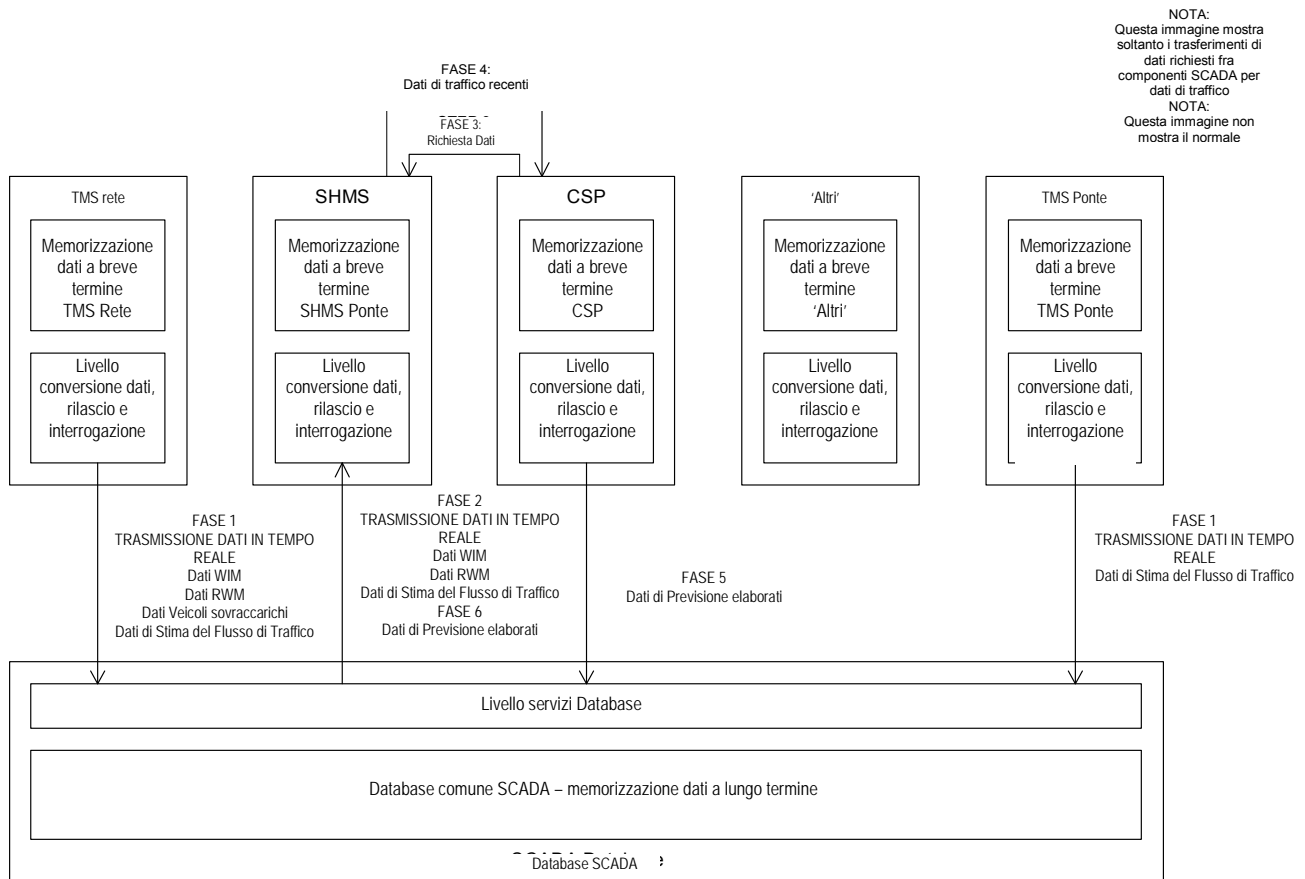 NOTA:
Questa immagine mostra
soltanto i trasferimenti di
dati richiesti fra
componenti SCADA per
dati di traffico
NOTA:
Questa immagine non
mostra il normale
FASE 4:
Dati di traffico recenti
FASE 3:
Richiesta Dati
TMS rete
Memorizzazione
dati a breve
termine
TMS Rete
Livello
conversione dati,
rilascio e
interrogazione
SHMS
Memorizzazione
dati a breve
termine
SHMS Ponte
Livello
conversione dati,
rilascio e
interrogazione
CSP
Memorizzazione
dati a breve
termine
CSP
Livello
conversione dati,
rilascio e
interrogazione
‘Altri’
Memorizzazione
dati a breve
termine
‘Altri’
Livello
conversione dati,
rilascio e
interrogazione
TMS Ponte
Memorizzazione
dati a breve
termine
TMS Ponte
Livello
conversione dati,
rilascio e
interrogazione
FASE 1
TRASMISSIONE DATI IN TEMPO
REALE
Dati WIM
Dati RWM
Dati Veicoli sovraccarichi
Dati di Stima del Flusso di Traffico
FASE 2
TRASMISSIONE DATI IN TEMPO
REALE
Dati WIM
Dati RWM
Dati di Stima del Flusso di Traffico
FASE 6
Dati di Previsione elaborati
FASE 5
Dati di Previsione elaborati
FASE 1
TRASMISSIONE DATI IN TEMPO
REALE
Dati di Stima del Flusso di Traffico
Livello servizi Database
Database comune SCADA – memorizzazione dati a lungo termine
Database SCADA